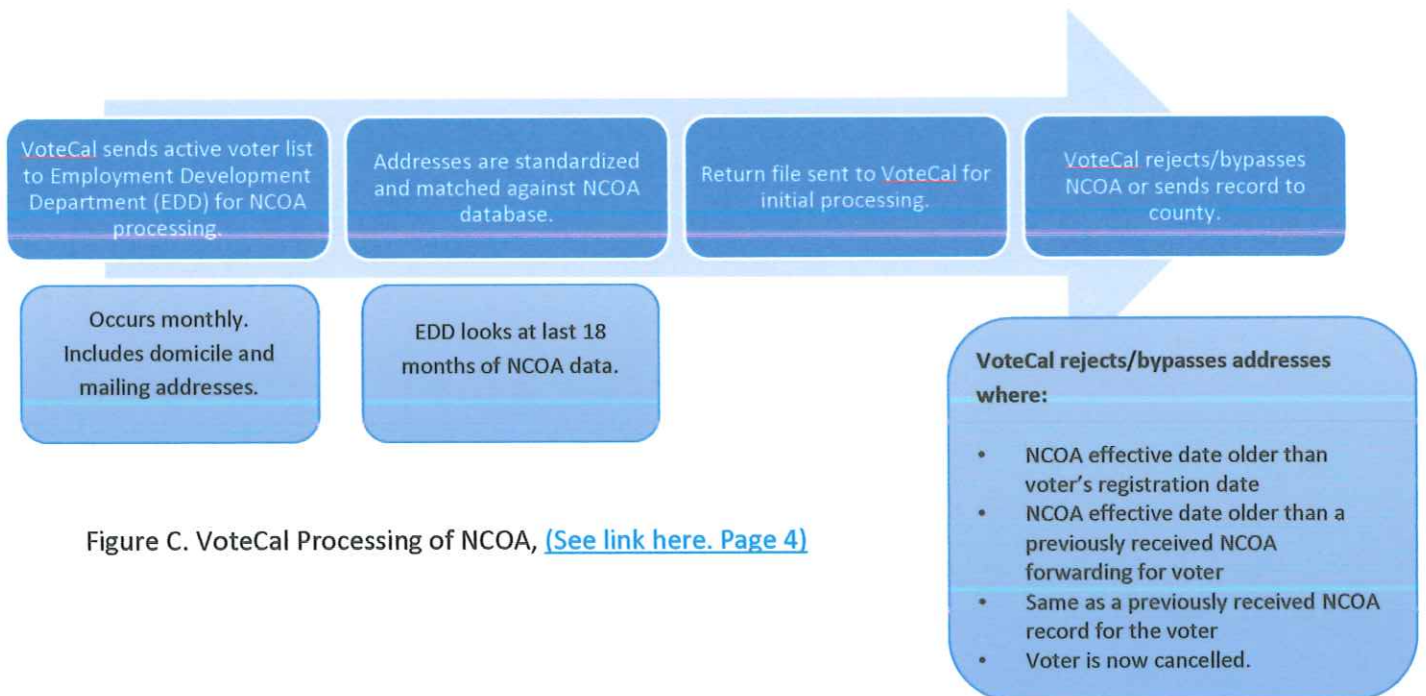 VoteCal sends active voter list
to Employment Development
Department (EDD) for NCOA
processing.
Addresses are standardized
and matched against NCOA
database.
Return file sent to VoteCal for
initial processing.
VoteCal rejects/bypasses
NCOA or sends record to
county.
Occurs monthly.
Includes domicile and
mailing addresses.
EDD looks at last 18
months of NCOA data.
VoteCal rejects/bypasses addresses
where:
• NCOA effective date older than
voter's registration date
• NCOA effective date older than a
previously received NCOA
forwarding for voter
• Same as a previously received NCOA
record for the voter
• Voter is now cancelled.
Figure C. VoteCal Processing of NCOA, (See link here. Page 4)